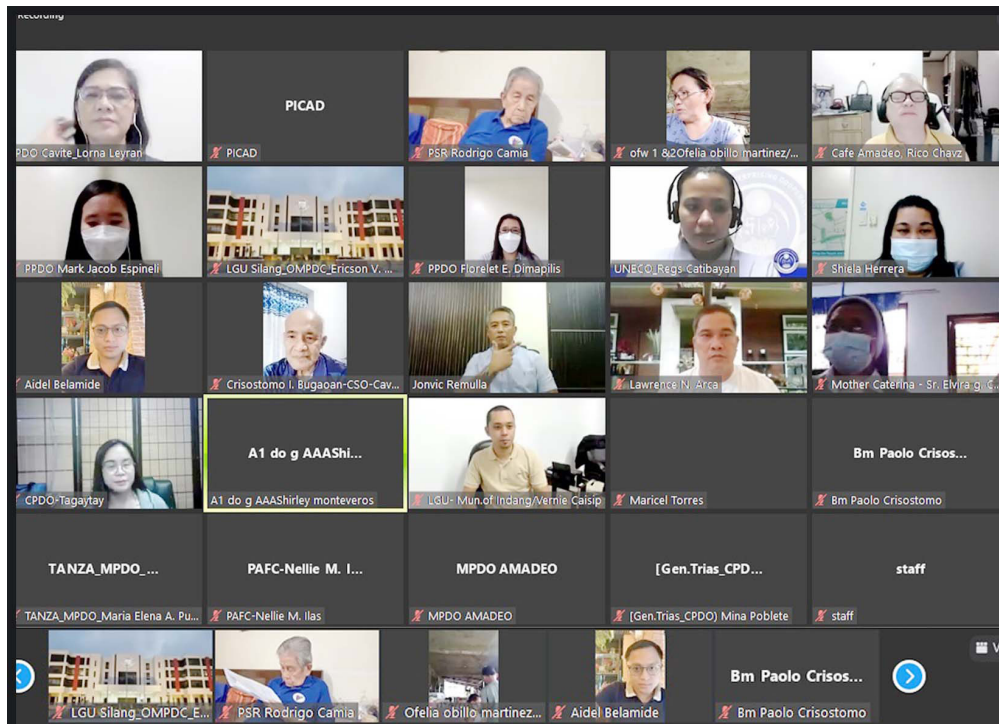 Recording
PDO Cavite_Lorna Leyran
PICAD
PICAD
PSR Rodrigo Camia
ofw 1 &2Ofelia obillo martinez/...
Cafe Amadeo, Rico Chavz
PPDO Mark Jacob Espineli
LGU Silang_OMPDC_Ericson V. ...
PPDO Florelet E. Dimapilis
UNECO_Regs Catibayan
Shiela Herrera
Aidel Belamide
Crisostomo I. Bugaoan-CSO-Cav...
Jonvic Remulla
Lawrence N. Arca
Mother Caterina - Sr. Elvira g. C...
CPDO-Tagaytay
A1 do g AAAShi...
A1 do g AAAShirley monteveros
LGU- Mun.of Indang/Vernie Caisip
Maricel Torres
Bm Paolo Crisos...
Bm Paolo Crisostomo
TANZA_MPDO_...
TANZA_MPDO_Maria Elena A. Pu...
PAFC-Nellie M. I...
PAFC-Nellie M. Ilas
MPDO AMADEO
MPDO AMADEO
[Gen.Trias_CPD...
[Gen.Trias_CPDO) Mina Poblete
staff
staff
LGU Silang_OMPDC_E...
PSR Rodrigo Camia
Ofelia obillo martinez...
Aidel Belamide
Bm Paolo Crisos...
Bm Paolo Crisostomo